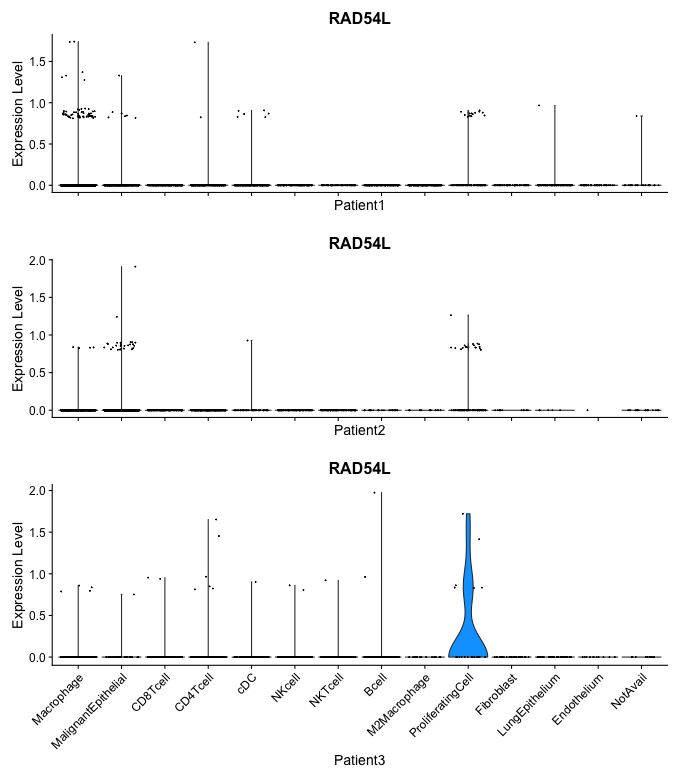 RAD54L
Expression Level
1.5
1.0
0.5
0.0
Patient1
RAD54L
Expression Level
2.0
1.5
1.0
0.5
0.0
Patient2
RAD54L
Expression Level
2.0
1.5
1.0
0.5
0.0
Macrophage
MalignantEpithelial
CD8Tcell
CD4Tcell
cDC
NKcell
NKTcell
Bcell
M2Macrophage
ProliferatingCell
Fibroblast
LungEpithelium
Endothelium
NotAvail
Patient3